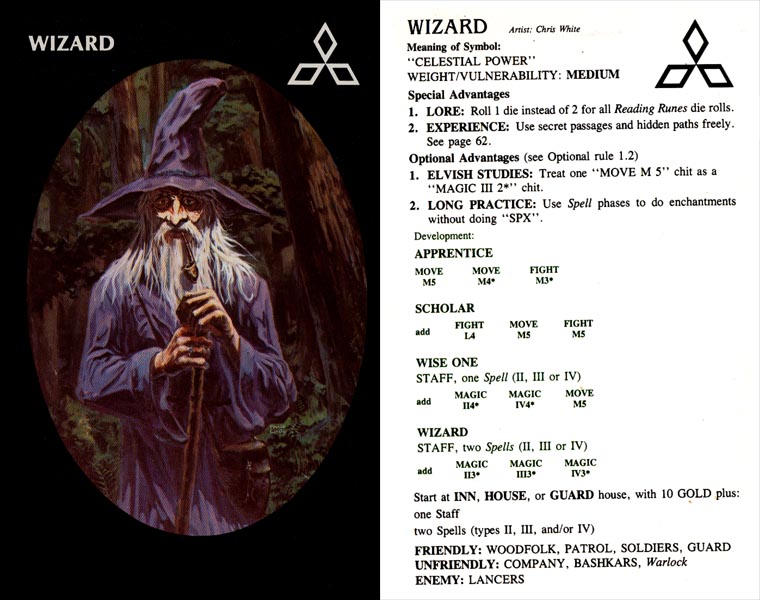 WIZARD
WIZARD Artist: Chris White
Meaning of Symbol:
"CELESTIAL POWER"
WEIGHT/VULNERABILITY: MEDIUM
Special Advantages
1. LORE: Roll 1 die instead of 2 for all Reading Runes die rolls.
2. EXPERIENCE: Use secret passages and hidden paths freely.
See page 62.
Optional Advantages (see Optional rule 1.2)
1. ELVISH STUDIES: Treat one "MOVE M 5" chit as a
"MAGIC III 2*" chit.
2. LONG PRACTICE: Use Spell phases to do enchantments
without doing "SPX".
Development:
APPRENTICE
MOVE MOVE FIGHT
M5 M4* M3*
SCHOLAR
add FIGHT MOVE FIGHT
L4 M5 M5
WISE ONE
STAFF, one Spell (II, III or IV)
add MAGIC MAGIC MOVE
II4* IV4* M5
WIZARD
STAFF, two Spells (II, III or IV)
add MAGIC MAGIC MAGIC
II3* III3* IV3*
Start at INN, HOUSE, or GUARD house, with 10 GOLD plus:
one Staff
two Spells (types II, III, and/or IV)
FRIENDLY: WOODFOLK, PATROL, SOLDIERS, GUARD
UNFRIENDLY: COMPANY, BASHKARS, Warlock
ENEMY: LANCERS